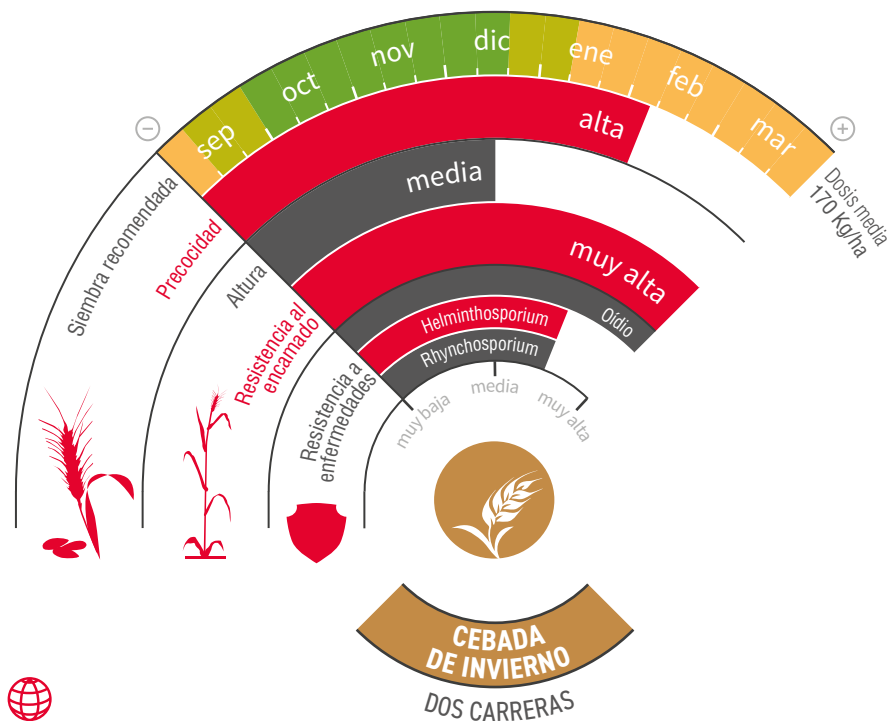 sep
oct
nov
dic
ene
feb
mar
−
+
Dosis media
170 Kg/ha
Siembra recomendada
Precocidad
alta
Altura
media
Resistencia al
encamado
muy alta
Resistencia a
enfermedades
Oídio
Helminthosporium
Rhynchosporium
muy baja
media
muy alta
CEBADA
DE INVIERNO
DOS CARRERAS